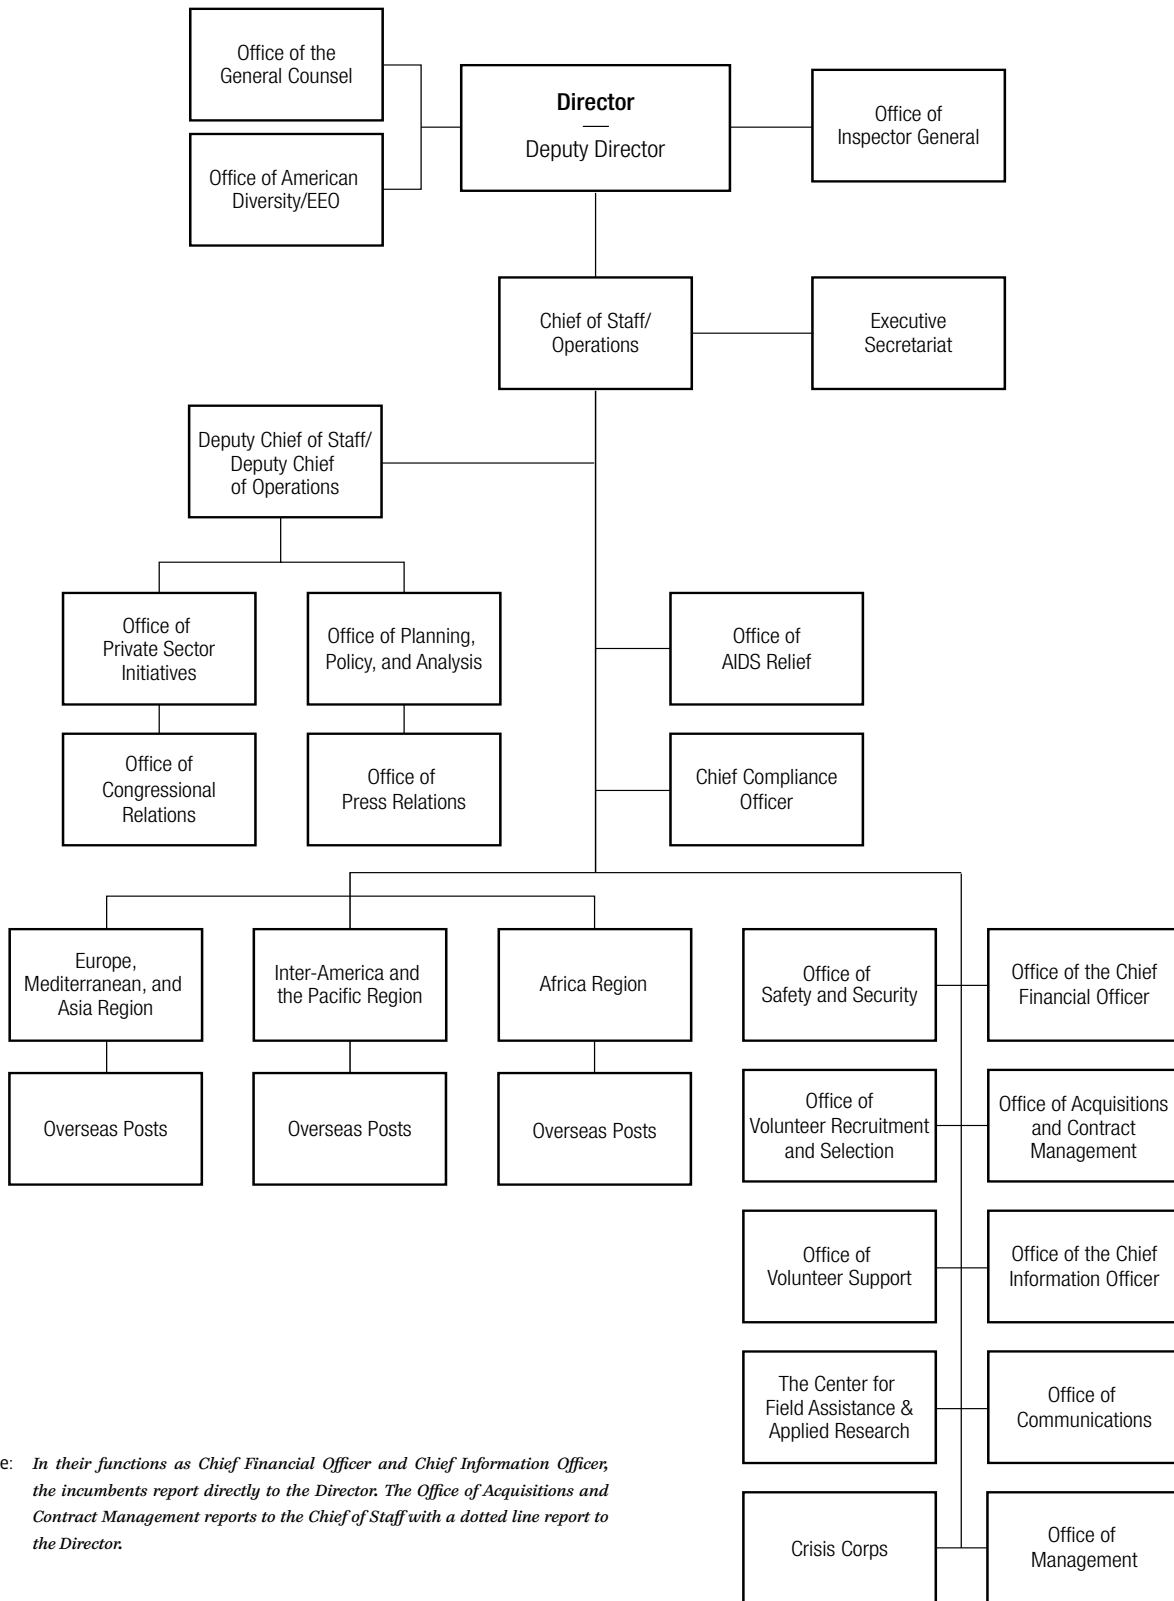 Office of the
General Counsel
Director
Deputy Director
Office of
Inspector General
Office of American
Diversity/EEO
Chief of Staff/
Operations
Executive
Secretariat
Deputy Chief of Staff/
Deputy Chief
of Operations
Office of
Private Sector
Initiatives
Office of Planning,
Policy, and Analysis
Office of
AIDS Relief
Office of
Congressional
Relations
Office of
Press Relations
Chief Compliance
Officer
Europe,
Mediterranean, and
Asia Region
Inter-America and
the Pacific Region
Africa Region
Office of
Safety and Security
Office of the Chief
Financial Officer
Overseas Posts
Overseas Posts
Overseas Posts
Office of
Volunteer Recruitment
and Selection
Office of Acquisitions
and Contract
Management
Office of
Volunteer Support
Office of the Chief
Information Officer
The Center for
Field Assistance &
Applied Research
Office of
Communications
e: In their functions as Chief Financial Officer and Chief Information Officer,
the incumbents report directly to the Director. The Office of Acquisitions and
Contract Management reports to the Chief of Staff with a dotted line report to
the Director.
Crisis Corps
Office of
Management